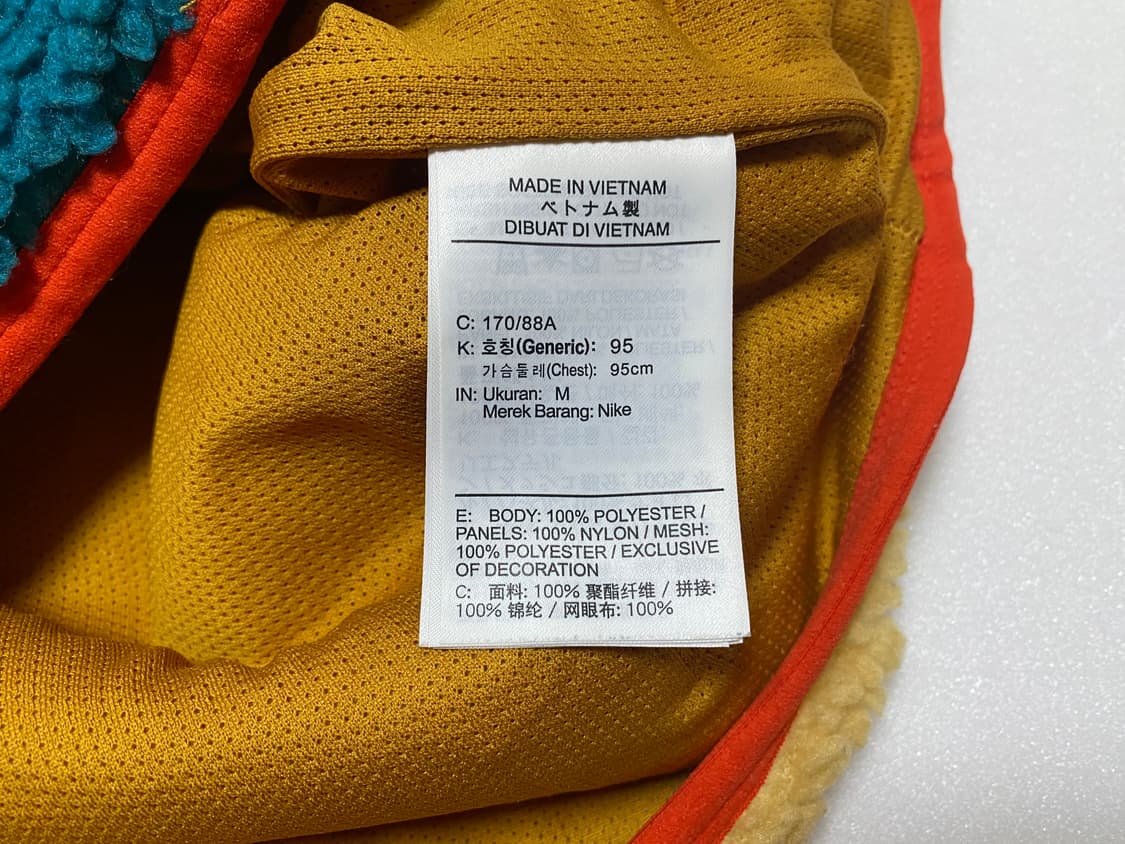 MADE IN VIETNAM
ベトナム製
DIBUAT DI VIETNAM
C: 170/88A
K: 호칭(Generic): 95
가슴둘레(Chest): 95cm
IN: Ukuran: M
Merek Barang: Nike
E: BODY: 100% POLYESTER /
PANELS: 100% NYLON / MESH:
100% POLYESTER / EXCLUSIVE
OF DECORATION
C: 面料: 100% 聚酯纤维 / 拼接:
100% 锦纶 / 网眼布: 100%